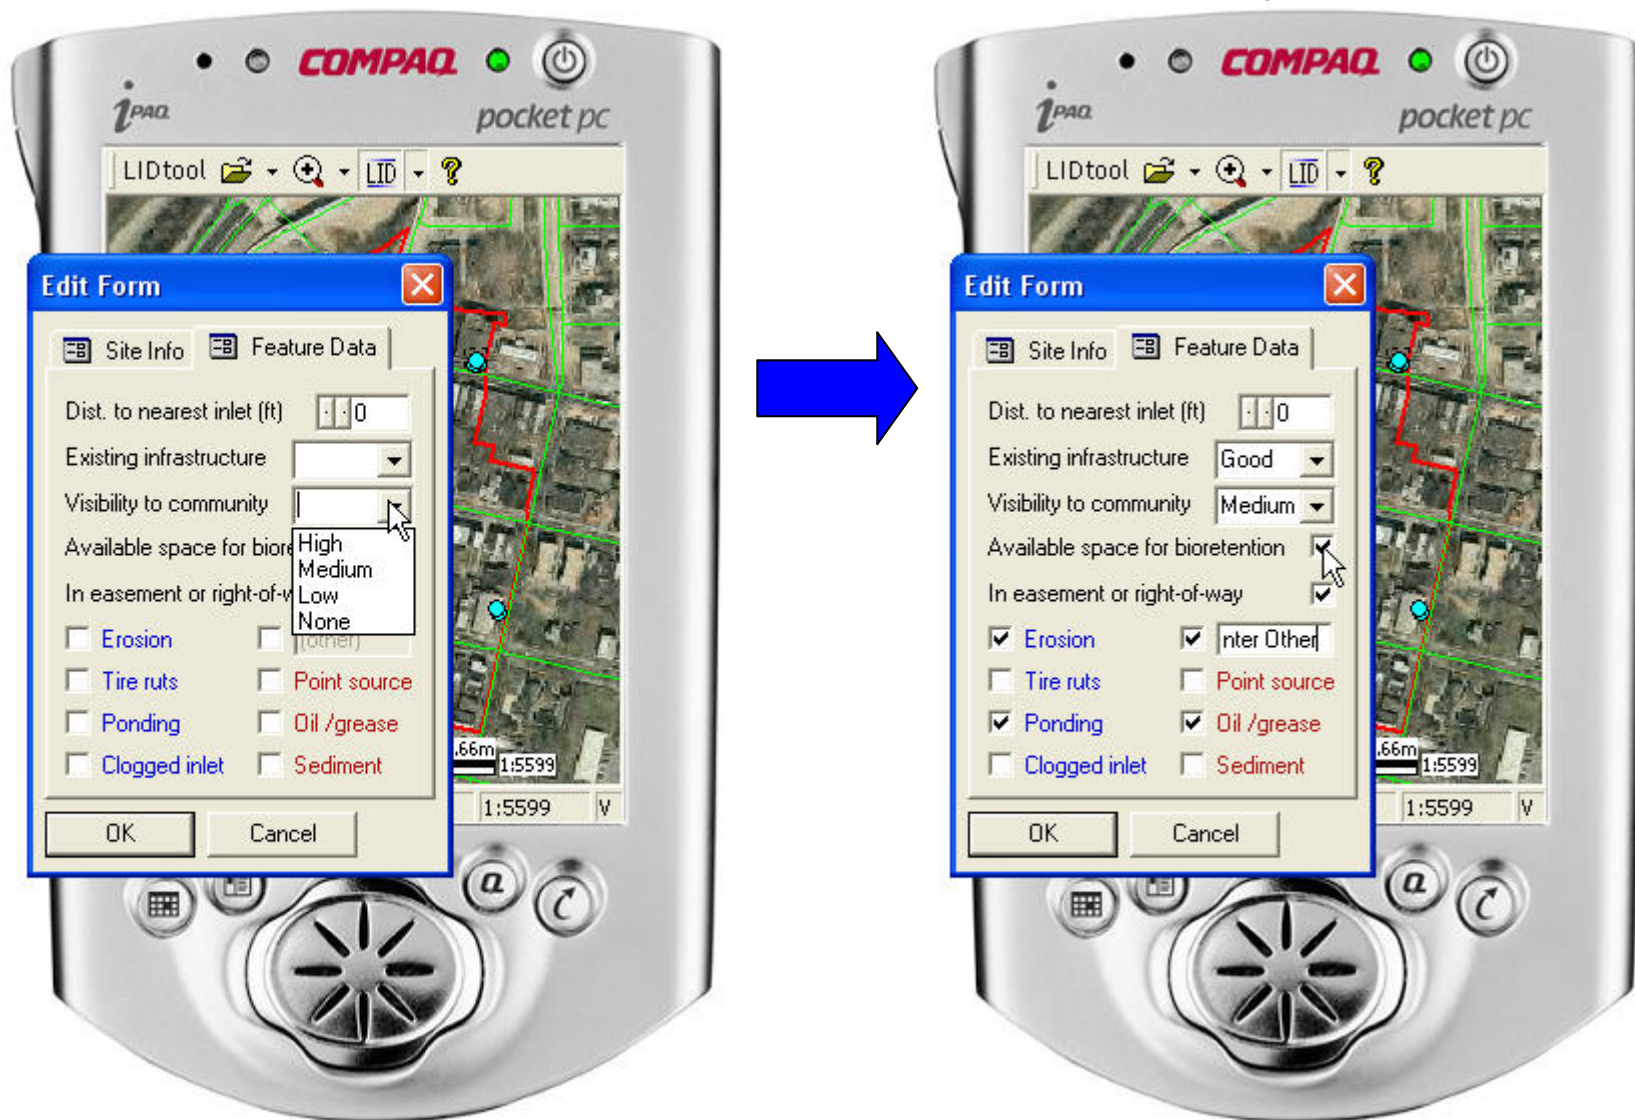 COMPAQ
iPAQ
pocket pc
LIDtool LID
Edit Form
Site Info Feature Data
Dist. to nearest inlet (ft) 0
Existing infrastructure
Visibility to community
High
Available space for biore
Medium
In easement or right-of-w
Low
None
Erosion (other)
Tire ruts Point source
Ponding Oil /grease
Clogged inlet Sediment
.66m
1:5599
OK Cancel
1:5599 V
a
COMPAQ
iPAQ
pocket pc
LIDtool LID
Edit Form
Site Info Feature Data
Dist. to nearest inlet (ft) 0
Existing infrastructure Good
Visibility to community Medium
Available space for bioretention
In easement or right-of-way
Erosion nter Other
Tire ruts Point source
Ponding Oil /grease
Clogged inlet Sediment
.66m
1:5599
OK Cancel
1:5599 V
a